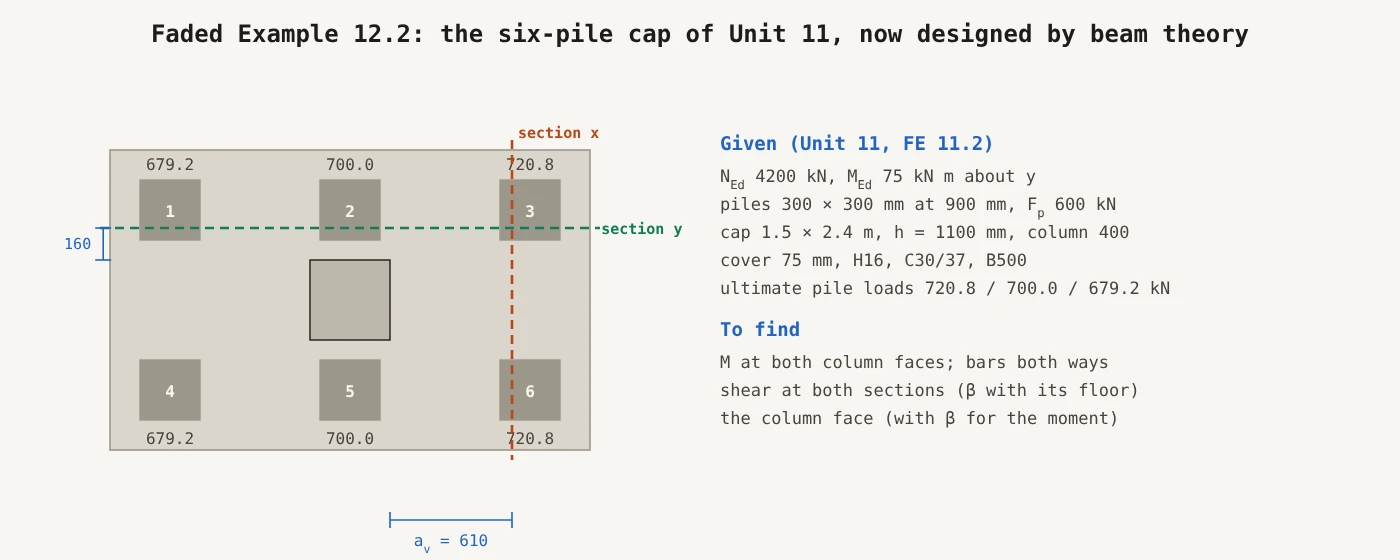 Faded Example 12.2: the six-pile cap of Unit 11, now designed by beam theory
section x
679.2 700.0 720.8
1 2 3
section y
160
4 5 6
679.2 700.0 720.8
av = 610
Given (Unit 11, FE 11.2)
NEd 4200 kN, MEd 75 kN m about y
piles 300 × 300 mm at 900 mm, Fp 600 kN
cap 1.5 × 2.4 m, h = 1100 mm, column 400
cover 75 mm, H16, C30/37, B500
ultimate pile loads 720.8 / 700.0 / 679.2 kN
To find
M at both column faces; bars both ways
shear at both sections (β with its floor)
the column face (with β for the moment)